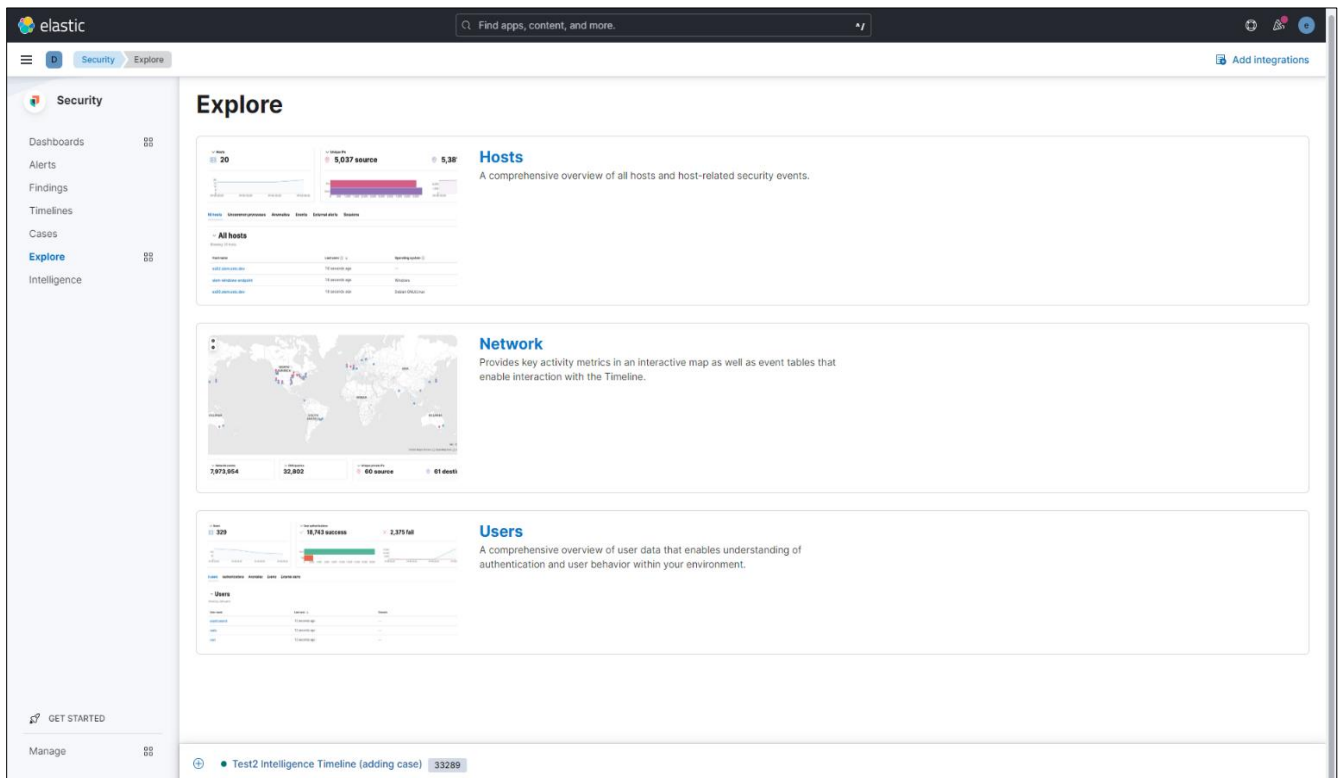 elastic
Find apps, content, and more.
^/
e
D
Security
Explore
Add integrations
Security
Dashboards
Alerts
Findings
Timelines
Cases
Explore
Intelligence
GET STARTED
Manage
Explore
20
5,037 source
5,38
All hosts
Hosts
A comprehensive overview of all hosts and host-related security events.
7,973,954
32,802
60 source
61 desti
Network
Provides key activity metrics in an interactive map as well as event tables that
enable interaction with the Timeline.
329
18,743 success
2,375 fail
Users
Users
A comprehensive overview of user data that enables understanding of
authentication and user behavior within your environment.
Test2 Intelligence Timeline (adding case) 33289